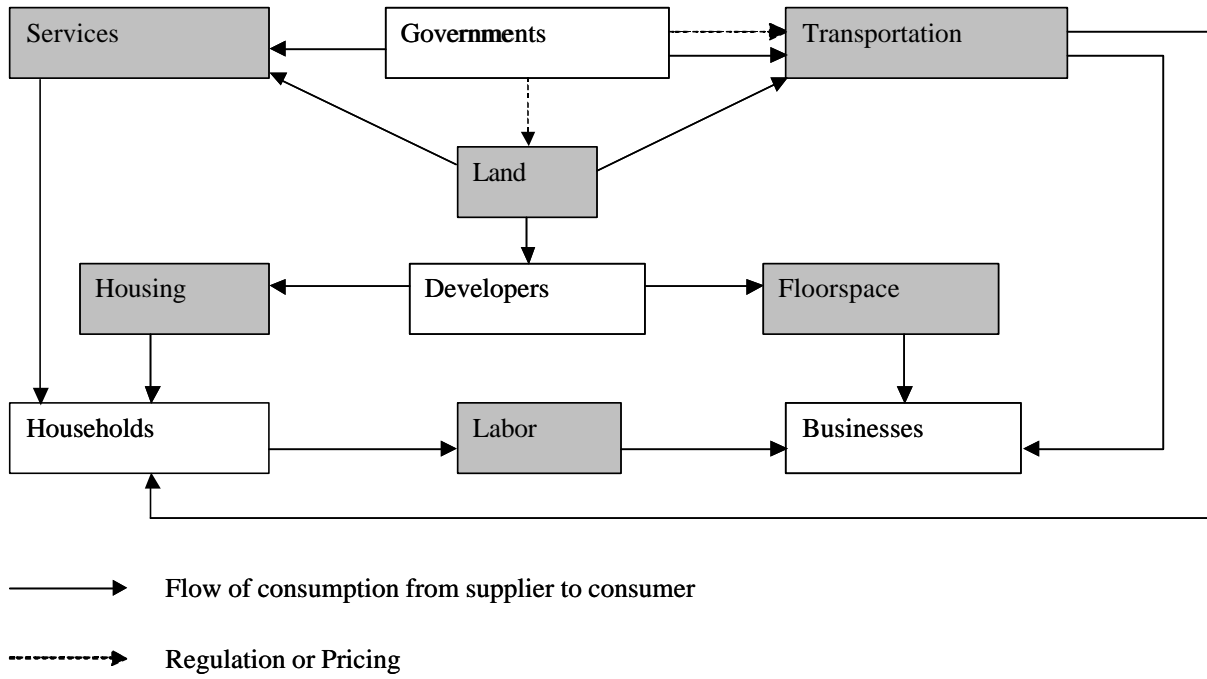 Services
Governments
Transportation
Land
Housing
Developers
Floorspace
Households
Labor
Businesses
Flow of consumption from supplier to consumer
Regulation or Pricing